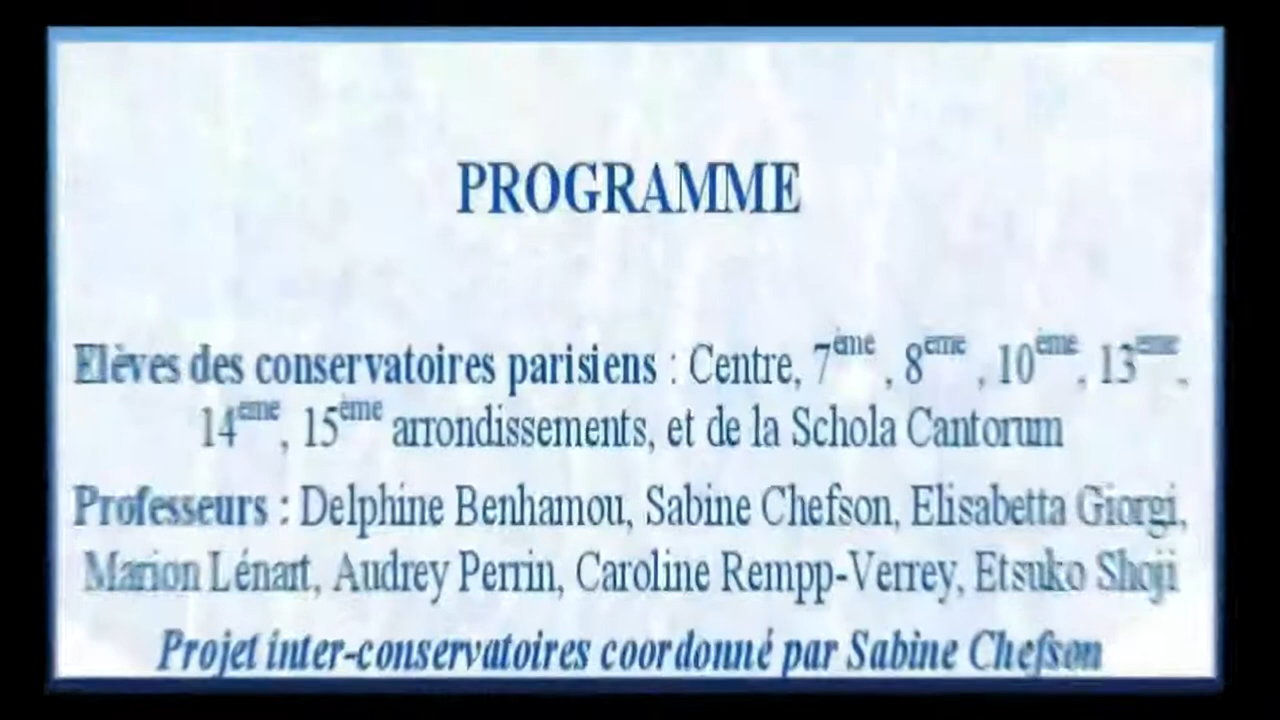 PROGRAMME
Elèves des conservatoires parisiens : Centre, 7ème , 8ème , 10ème , 13ème ,
14ème, 15ème arrondissements, et de la Schola Cantorum
Professeurs : Delphine Benhamou, Sabine Chefson, Elisabetta Giorgi,
Marion Lénart, Audrey Perrin, Caroline Rempp-Verrey, Etsuko Shoji
Projet inter-conservatoires coordonné par Sabine Chefson